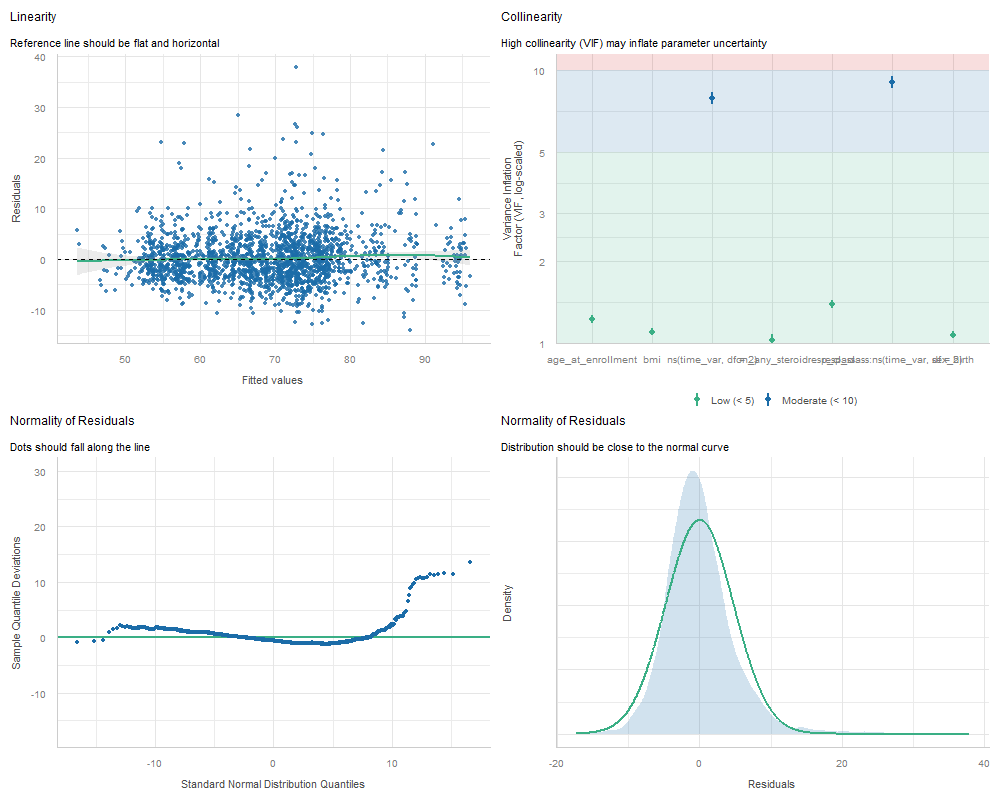 Linearity
Reference line should be flat and horizontal
40
30
20
10
0
-10
Residuals
50
60
70
80
90
Fitted values
Collinearity
High collinearity (VIF) may inflate parameter uncertainty
10
5
3
2
1
Variance Inflation
Factor (VIF, log-scaled)
age_at_enrollment
bmi
ns(time_var, df = 2)
Low (< 5)
Moderate (< 10)
Normality of Residuals
Dots should fall along the line
30
20
10
0
-10
Sample Quantile Deviations
-10
0
10
Standard Normal Distribution Quantiles
Normality of Residuals
Distribution should be close to the normal curve
Density
-20
0
20
40
Residuals